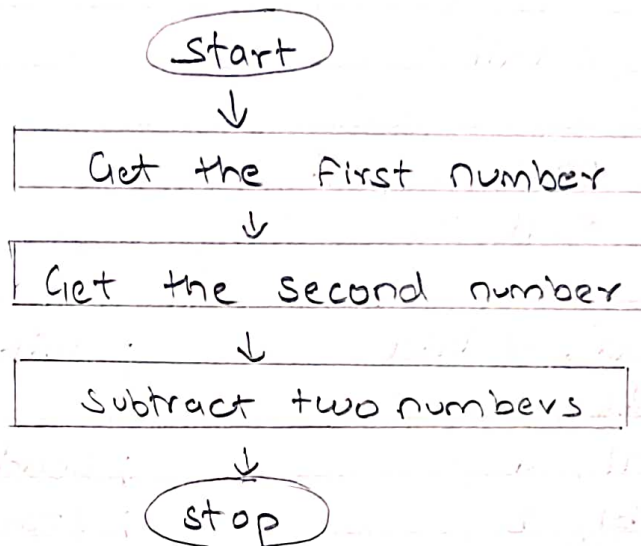 Start
Get the First number
Get the second number
subtract two numbers
stop